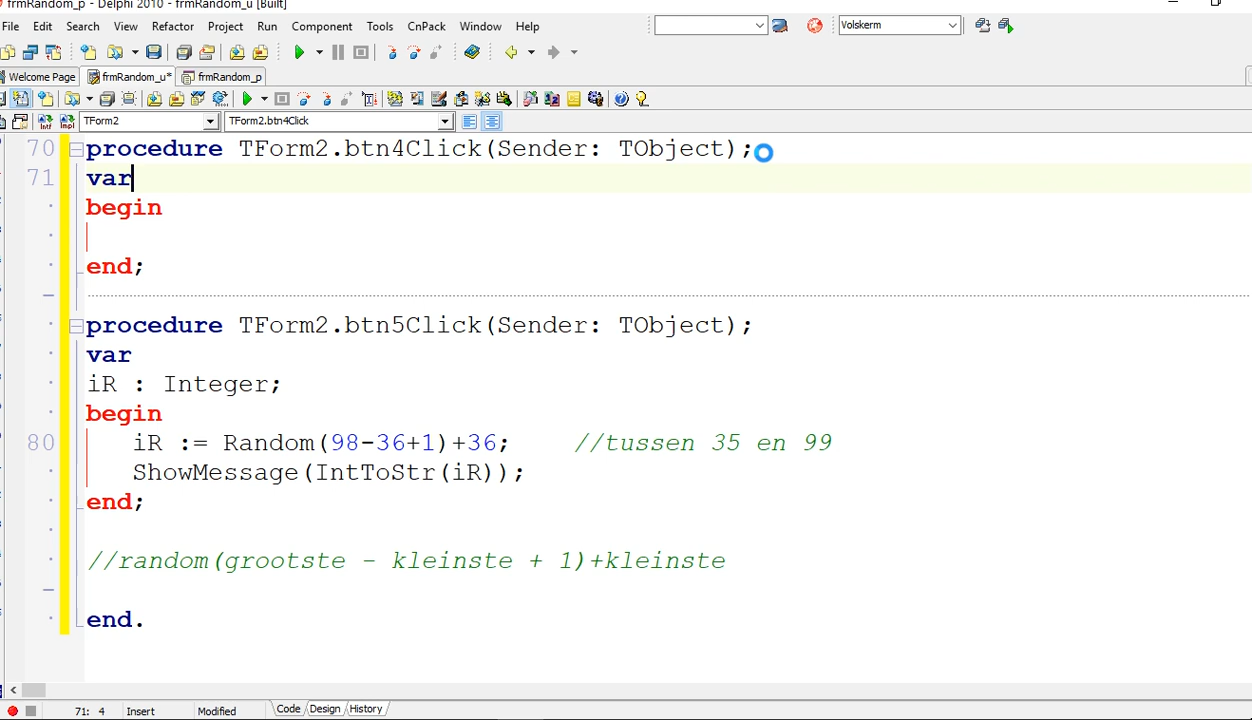 frmRandom_p - Delphi 2010 - frmRandom_u [Built]
File Edit Search View Refactor Project Run Component Tools CnPack Window Help
Volskerm
Welcome Page frmRandom_u* frmRandom_p
TForm2 TForm2.btn4Click
70 procedure TForm2.btn4Click(Sender: TObject);
71 var
begin
end;
procedure TForm2.btn5Click(Sender: TObject);
var
iR : Integer;
begin
80 iR := Random(98-36+1)+36; //tussen 35 en 99
ShowMessage(IntToStr(iR));
end;
//random(grootste - kleinste + 1)+kleinste
end.
71: 4 Insert Modified Code Design History